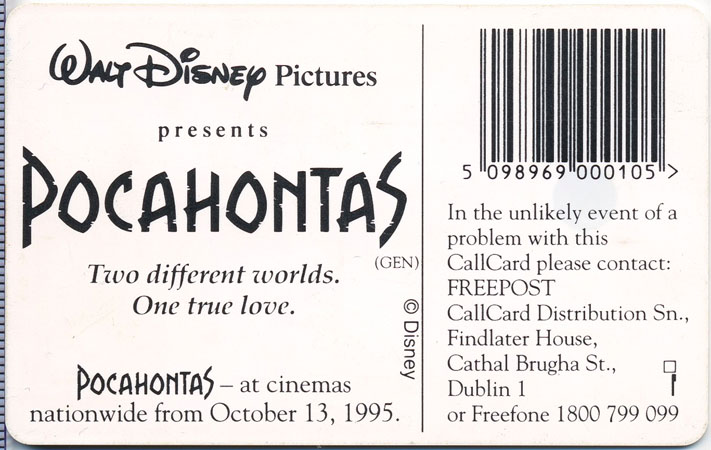 WALT DISNEY Pictures
presents
POCAHONTAS
(GEN)
Two different worlds.
One true love.
© Disney
POCAHONTAS – at cinemas
nationwide from October 13, 1995.
5 098969 000105 >
In the unlikely event of a
problem with this
CallCard please contact:
FREEPOST
CallCard Distribution Sn.,
Findlater House,
Cathal Brugha St.,
Dublin 1
or Freefone 1800 799 099